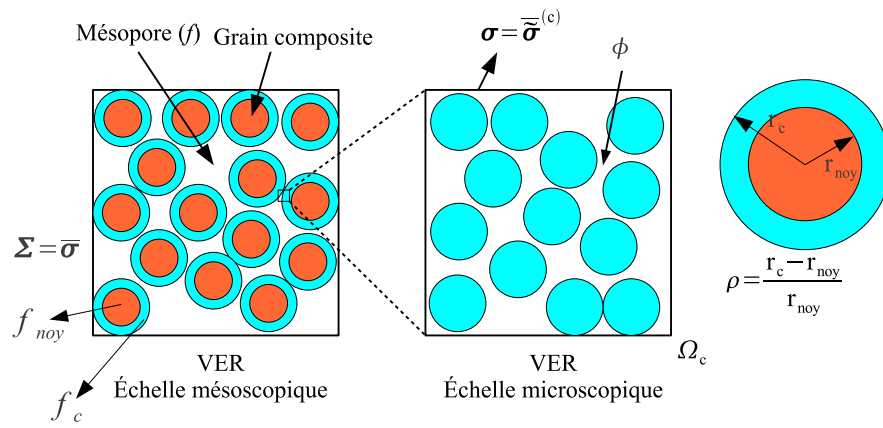 Mésopore (f)
Grain composite
σ = σ̿̃⁽ᶜ⁾
ϕ
r_c
r_noy
Σ = σ̅
f_noy
f_c
VER
Échelle mésoscopique
VER
Échelle microscopique
Ω_c
ρ = (r_c − r_noy) / r_noy